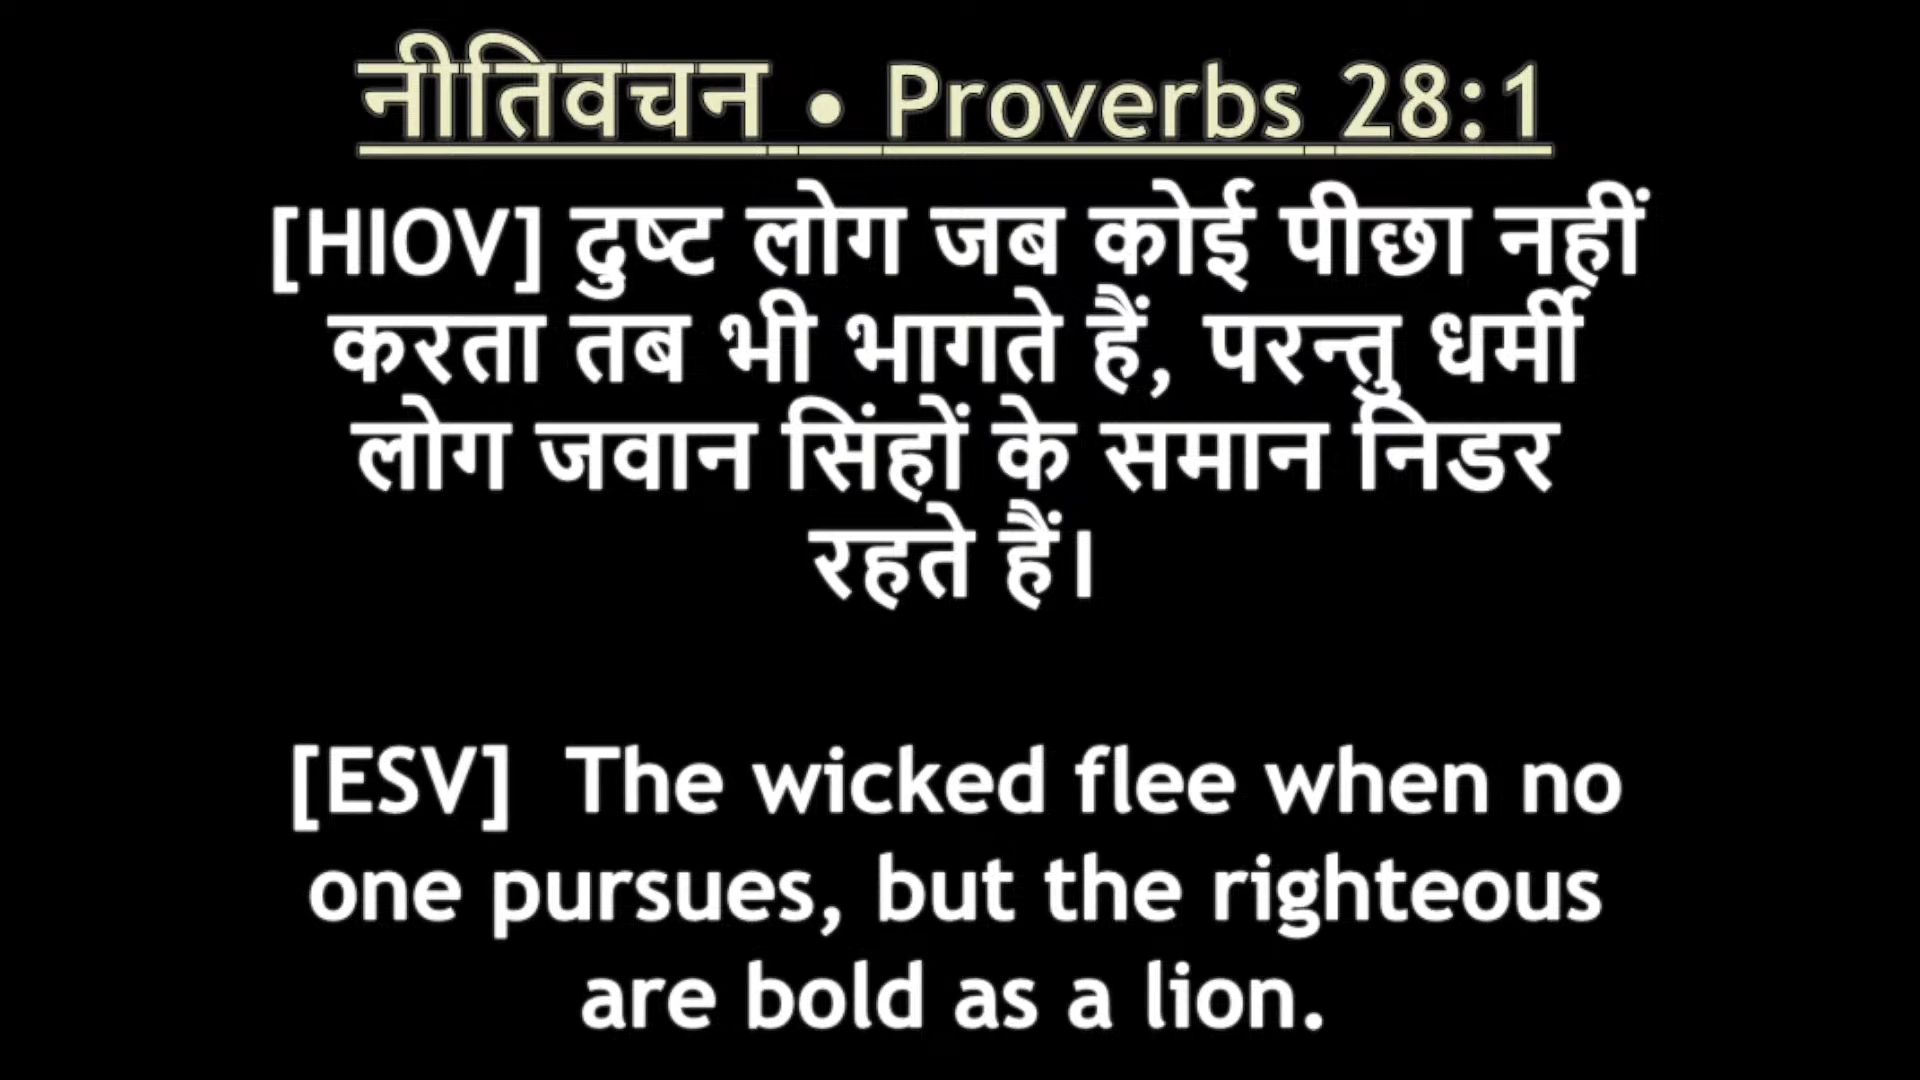 नीतिवचन • Proverbs 28:1
[HIOV] दुष्ट लोग जब कोई पीछा नहीं
करता तब भी भागते हैं, परन्तु धर्मी
लोग जवान सिंहों के समान निडर
रहते हैं।
[ESV]  The wicked flee when no
one pursues, but the righteous
are bold as a lion.